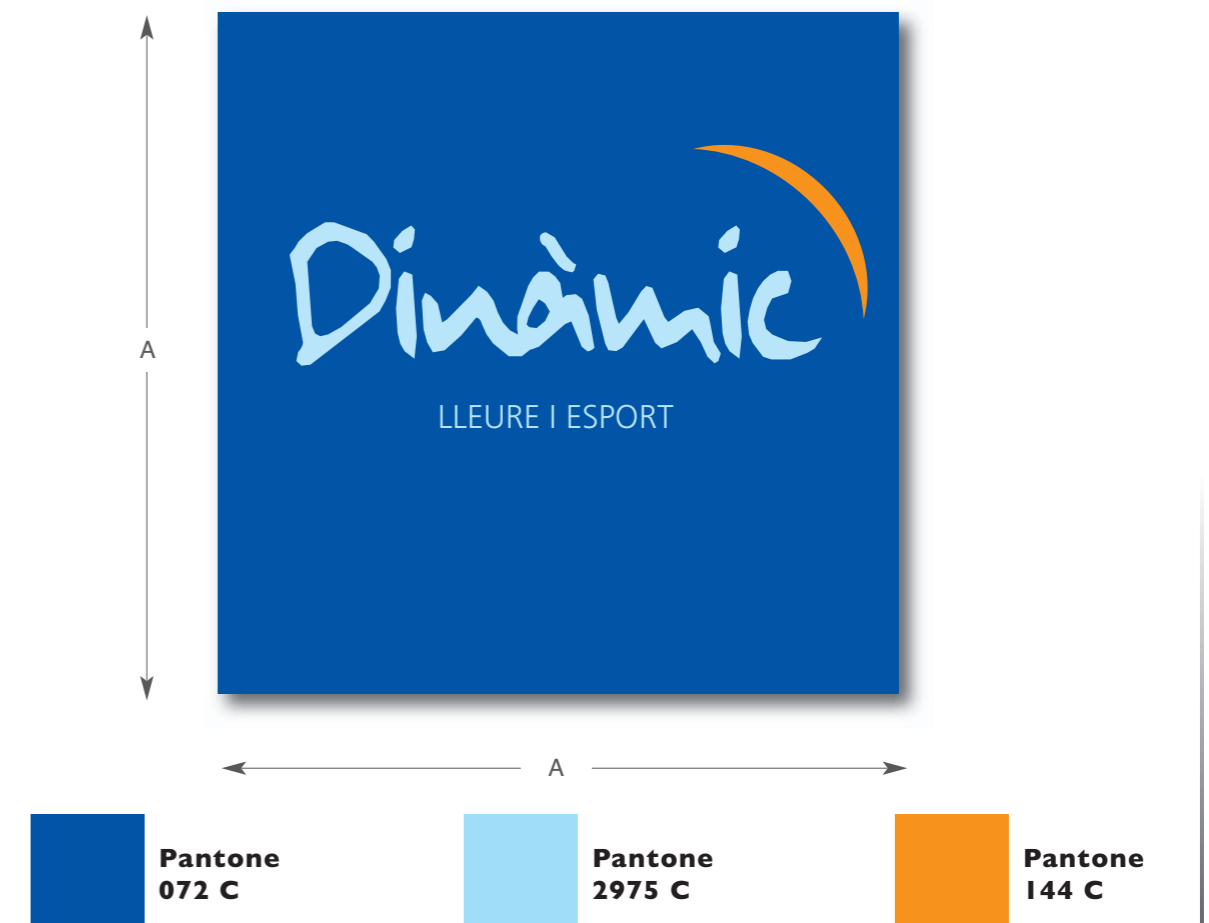 Dinàmic
LLEURE I ESPORT
A
A
Pantone
072 C
Pantone
2975 C
Pantone
144 C